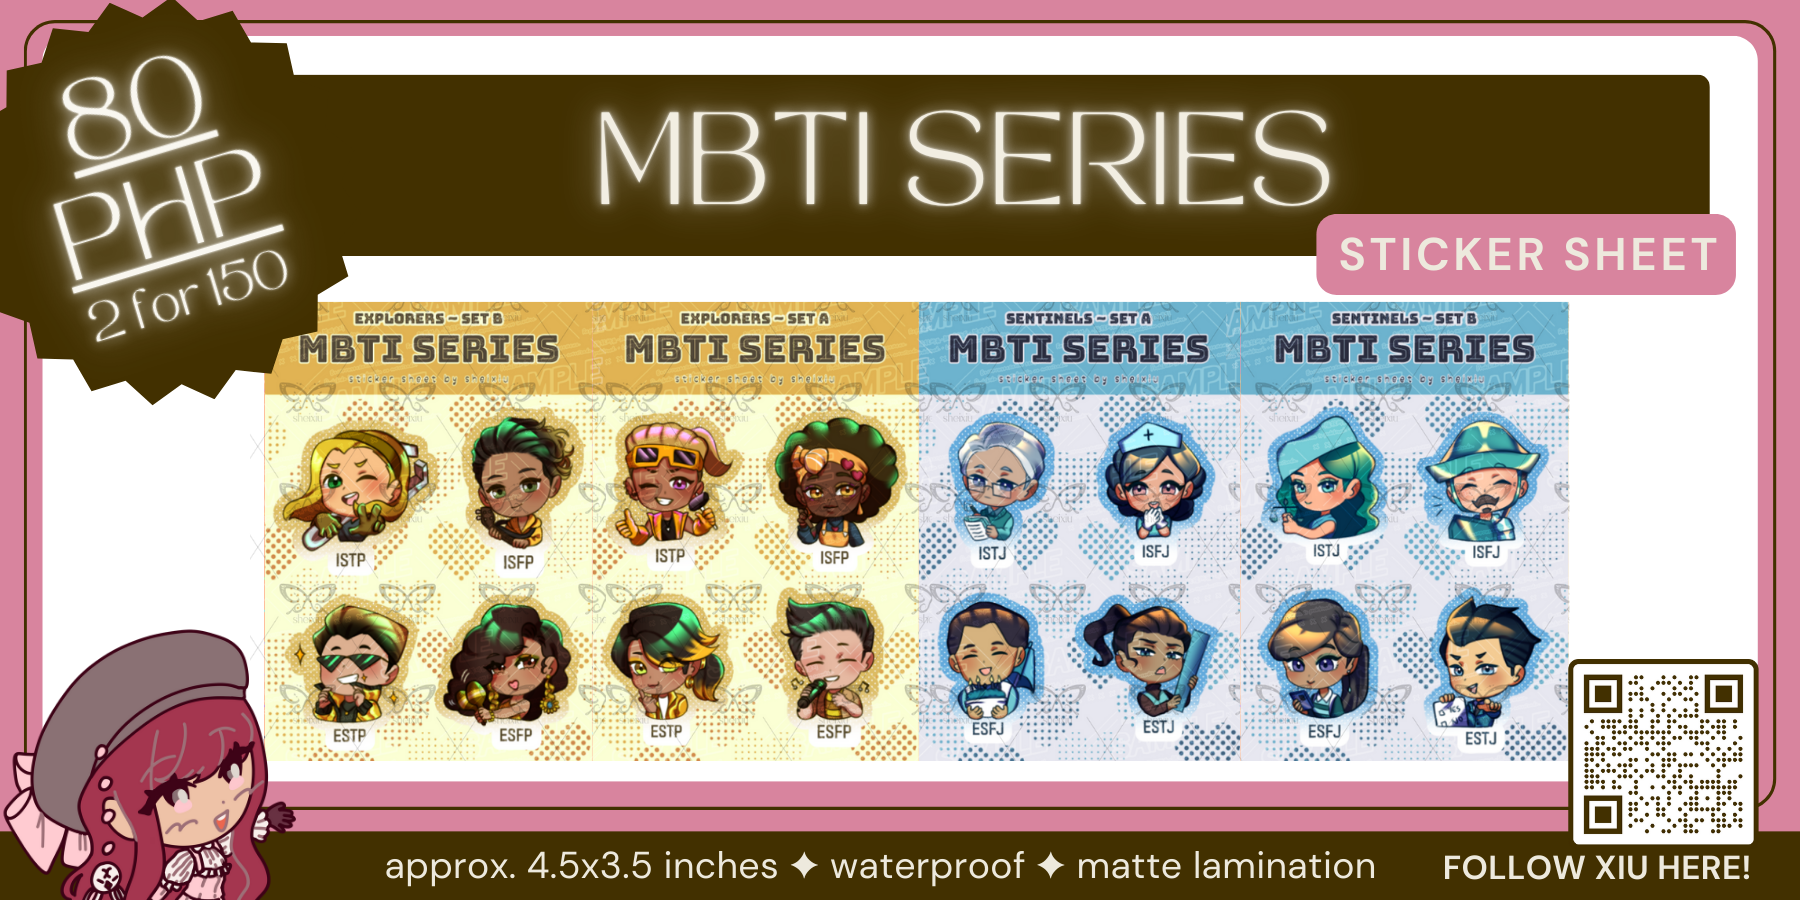 80
PHP
2 for 150
MBTI SERIES
STICKER SHEET
EXPLORERS ~ SET B
MBTI SERIES
sticker sheet by sheixiu
ISTP
ISFP
ESTP
ESFP
EXPLORERS ~ SET A
MBTI SERIES
sticker sheet by sheixiu
ISTP
ISFP
ESTP
ESFP
SENTINELS ~ SET A
MBTI SERIES
sticker sheet by sheixiu
ISTJ
ISFJ
ESFJ
ESTJ
SENTINELS ~ SET B
MBTI SERIES
sticker sheet by sheixiu
ISTJ
ISFJ
ESFJ
ESTJ
approx. 4.5x3.5 inches ✦ waterproof ✦ matte lamination
FOLLOW XIU HERE!